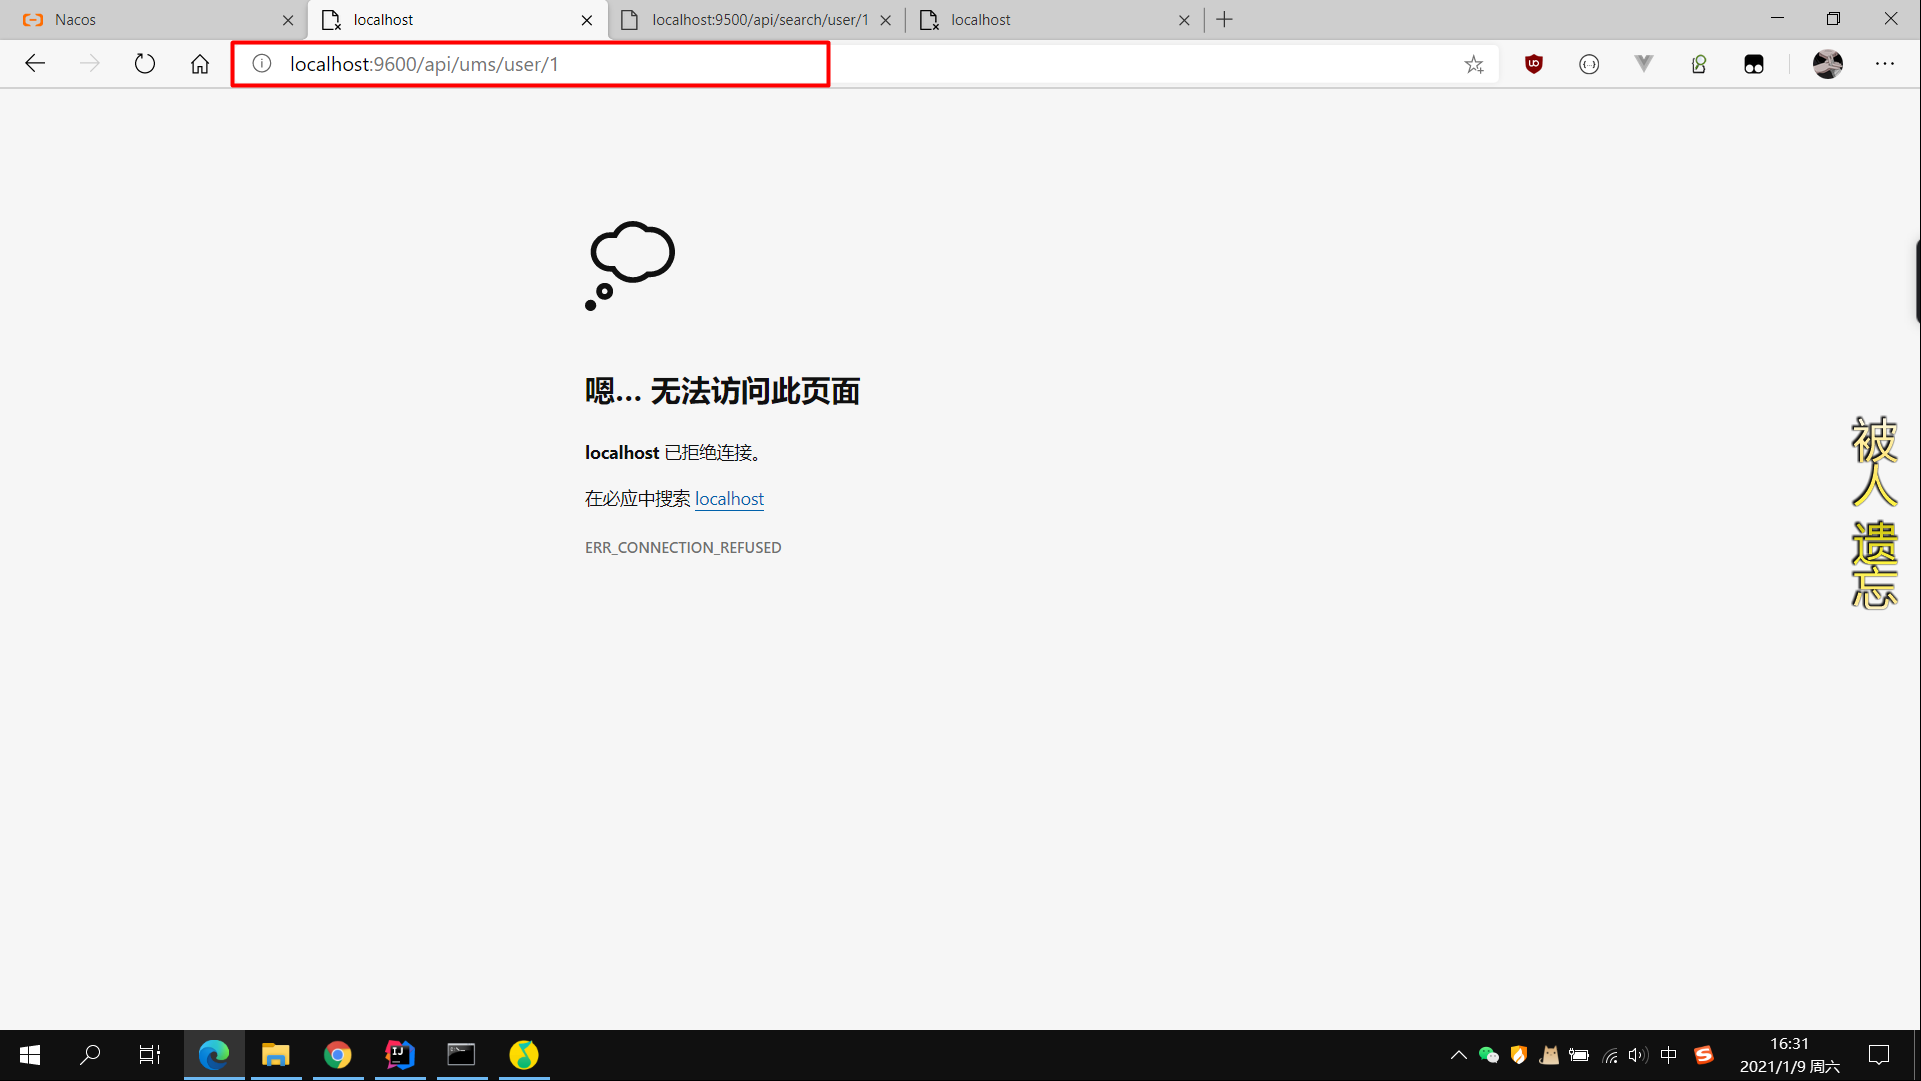 Nacos
localhost
localhost:9500/api/search/user/1
localhost
localhost:9600/api/ums/user/1
嗯... 无法访问此页面
localhost 已拒绝连接。
在必应中搜索 localhost
ERR_CONNECTION_REFUSED
被人遗忘
中
16:31
2021/1/9 周六